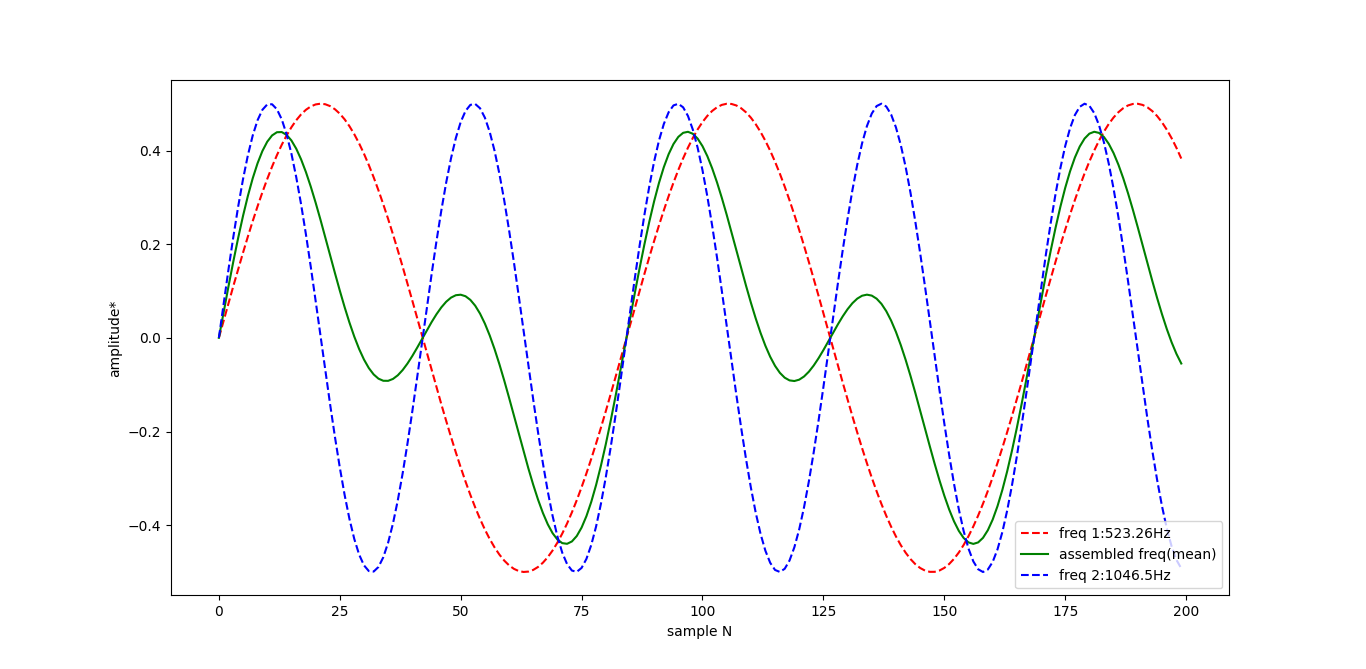 amplitude*
0.4
0.2
0.0
−0.2
−0.4
0 25 50 75 100 125 150 175 200
sample N
freq 1:523.26Hz
assembled freq(mean)
freq 2:1046.5Hz